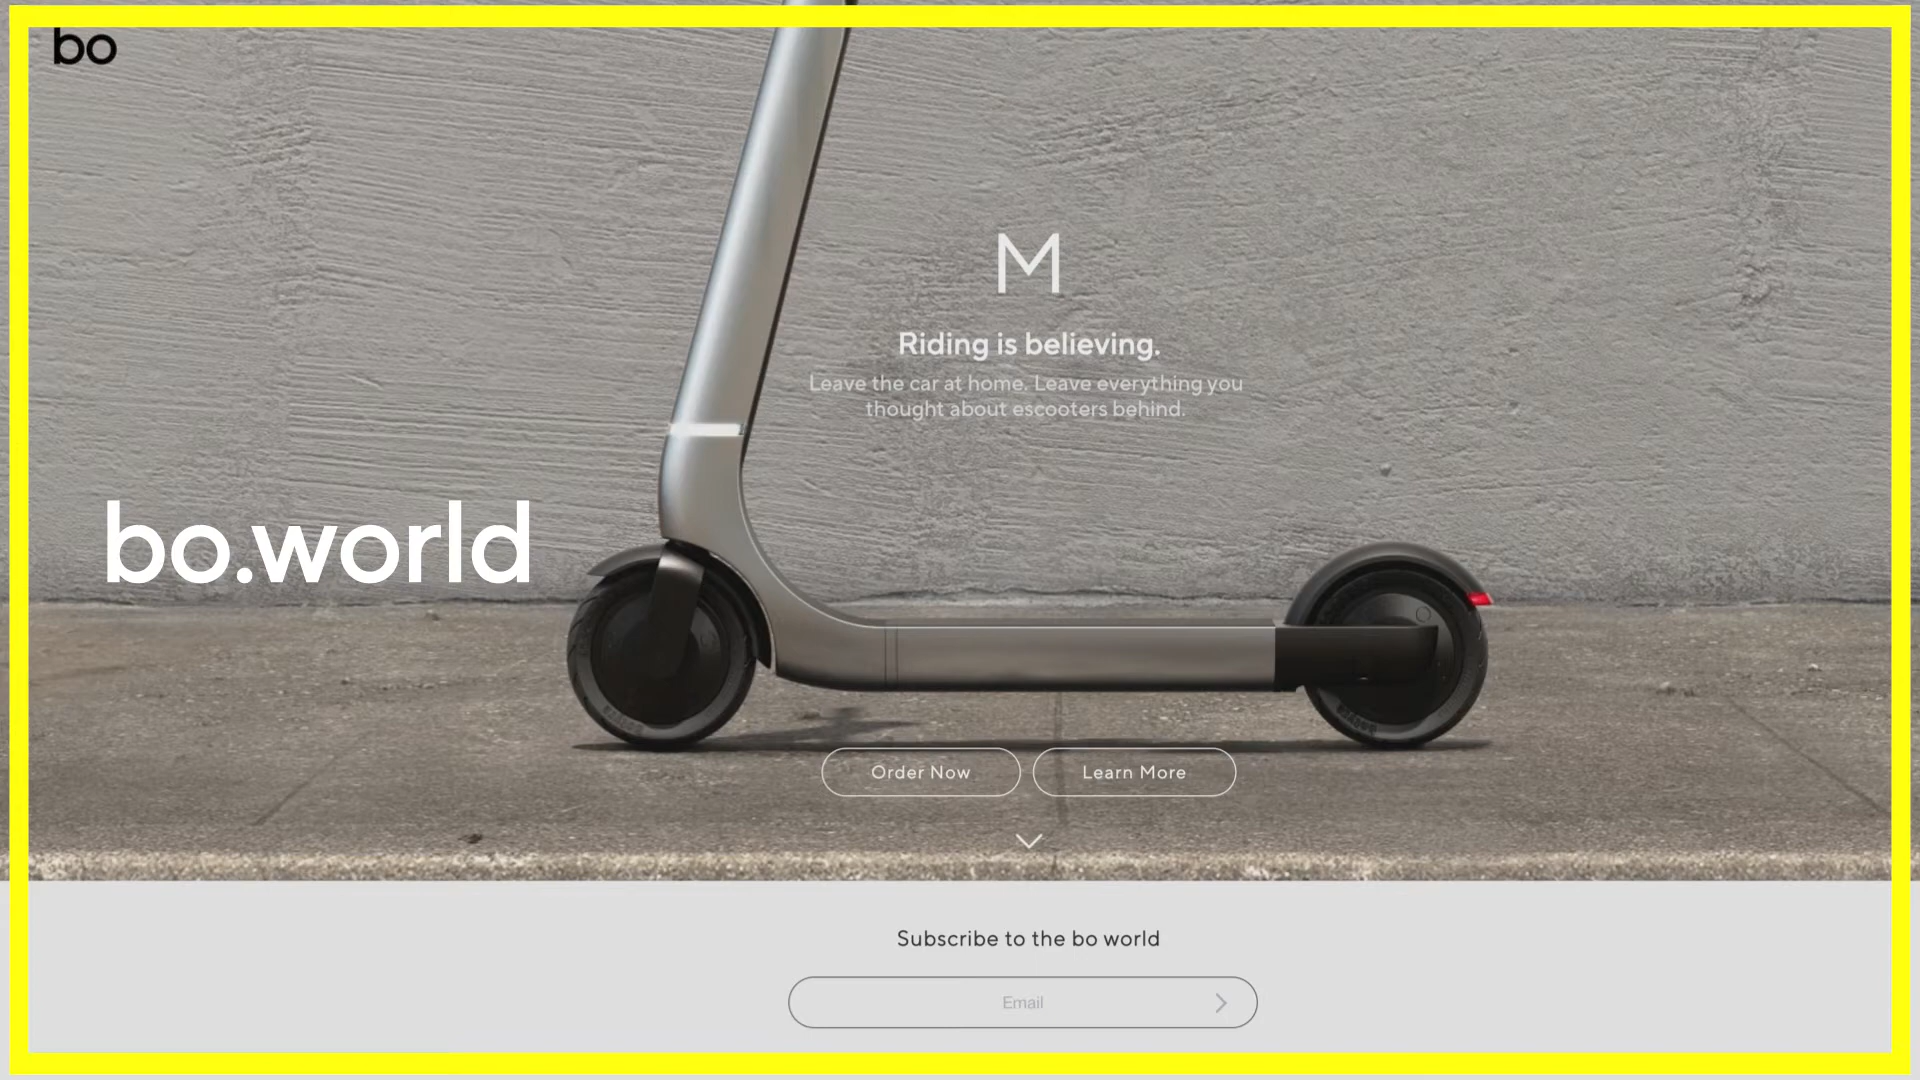 bo
M
Riding is believing.
Leave the car at home. Leave everything you
thought about escooters behind.
bo.world
Order Now
Learn More
Subscribe to the bo world
Email